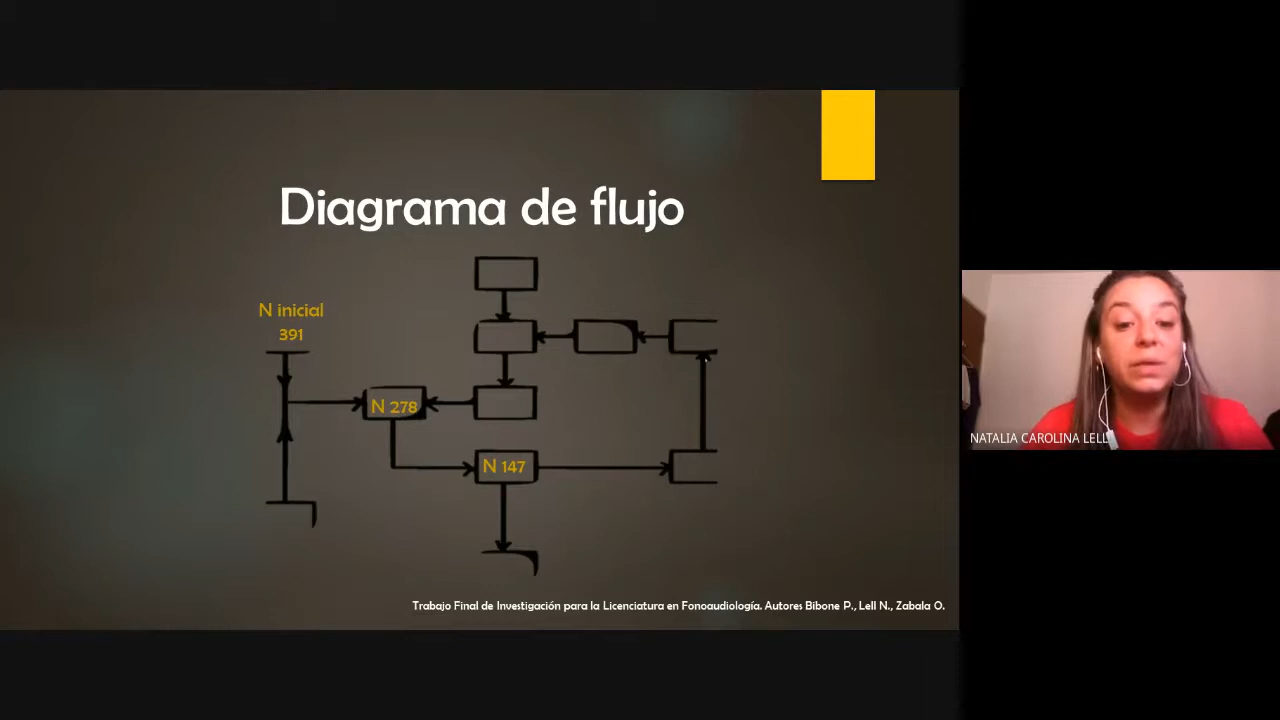 Diagrama de flujo
N inicial
391
N 278
N 147
Trabajo Final de Investigación para la Licenciatura en Fonoaudiología. Autores Bibone P., Lell N., Zabala O.
NATALIA CAROLINA LELL